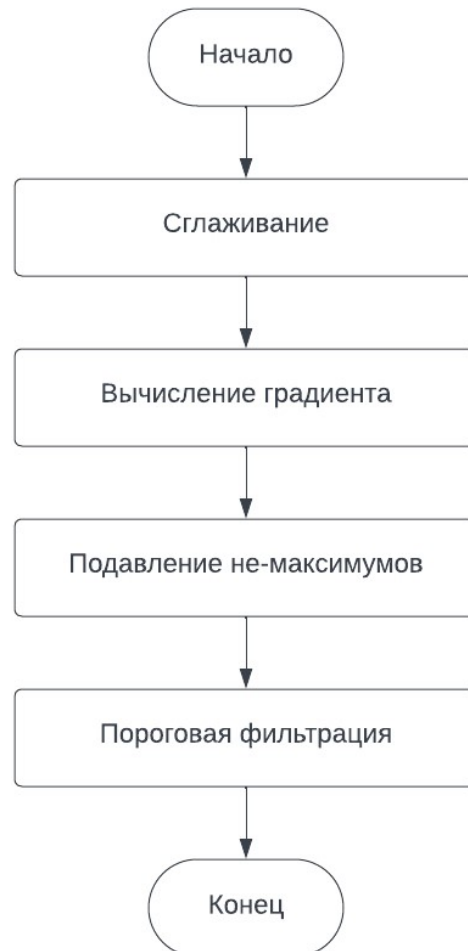 Начало
Сглаживание
Вычисление градиента
Подавление не-максимумов
Пороговая фильтрация
Конец